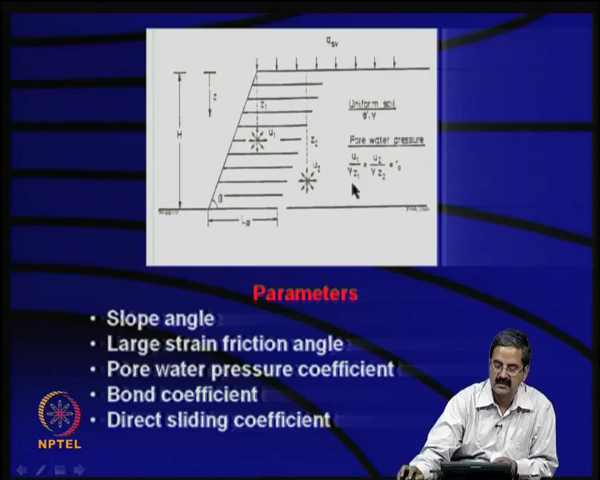 q_sv
z
z₁
H
u₁
z₂
u₂
β
L_R
Uniform soil
ø', γ
Pore water pressure
u₁/γz₁ = u₂/γz₂ = r_u
Parameters
• Slope angle
• Large strain friction angle
• Pore water pressure coefficient
• Bond coefficient
• Direct sliding coefficient
NPTEL